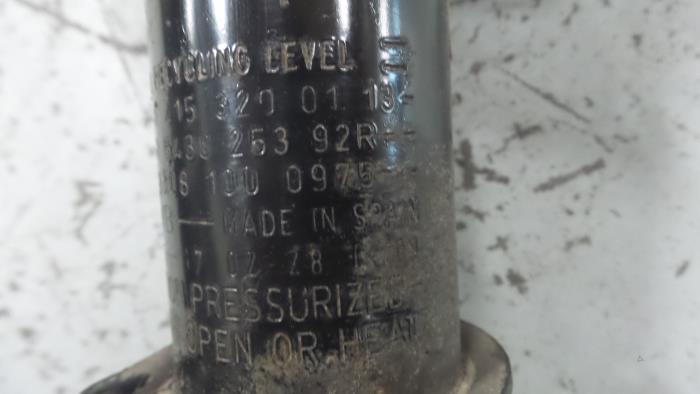 RECYCLING LEVEL
15 320 01 13
253 92R
100 0975
MADE IN SPAIN
17 02 28
PRESSURIZED
OPEN OR HEAT